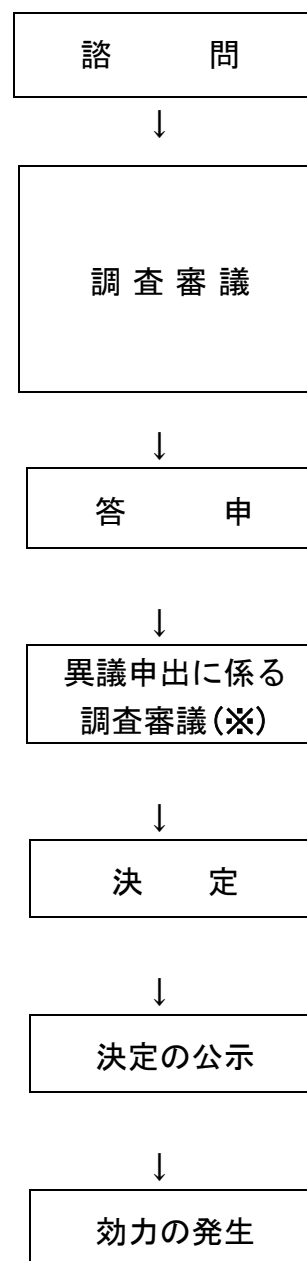 諮　　　問
↓
調 査 審 議
↓
答　　　申
↓
異議申出に係る
調査審議（※）
↓
決　　定
↓
決定の公示
↓
効力の発生